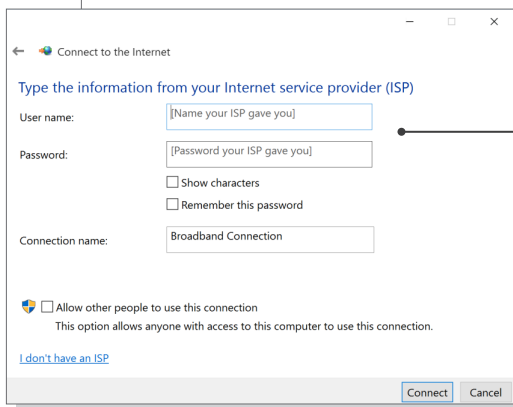 Connect to the Internet
Type the information from your Internet service provider (ISP)
User name:
[Name your ISP gave you]
Password:
[Password your ISP gave you]
Show characters
Remember this password
Connection name:
Broadband Connection
Allow other people to use this connection
This option allows anyone with access to this computer to use this connection.
I don't have an ISP
Connect
Cancel